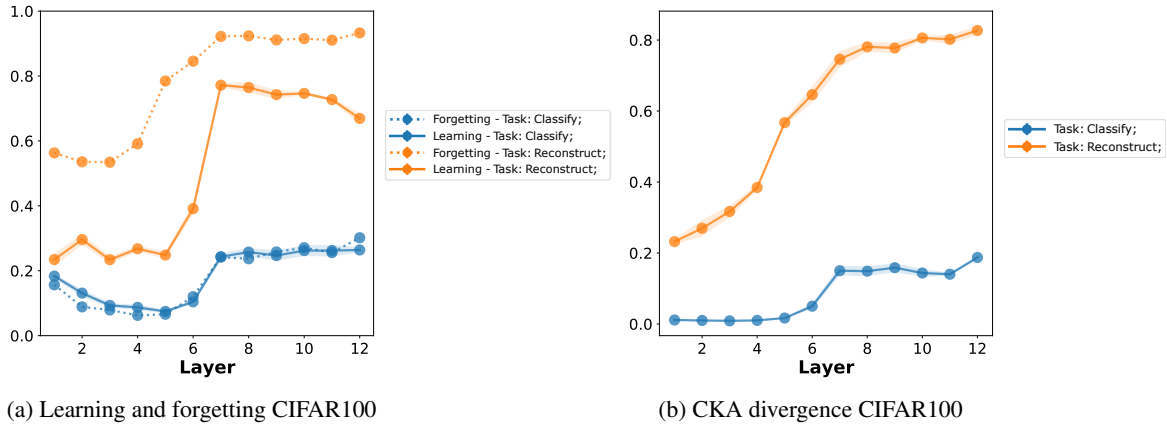 1.0
0.8
0.6
0.4
0.2
0.0
2 4 6 8 10 12
Layer
Forgetting - Task: Classify;
Learning - Task: Classify;
Forgetting - Task: Reconstruct;
Learning - Task: Reconstruct;
(a) Learning and forgetting CIFAR100
0.8
0.6
0.4
0.2
0.0
2 4 6 8 10 12
Layer
Task: Classify;
Task: Reconstruct;
(b) CKA divergence CIFAR100